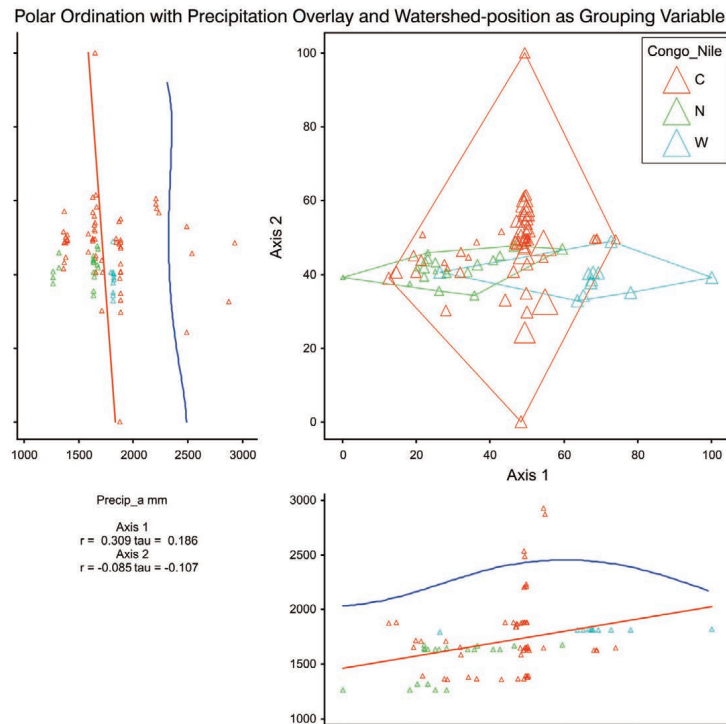 Polar Ordination with Precipitation Overlay and Watershed-position as Grouping Variable
Congo_Nile
C
N
W
100
80
60
40
20
0
Axis 2
0 20 40 60 80 100
Axis 1
1000 1500 2000 2500 3000
Precip_a mm
Axis 1
r = 0.309 tau = 0.186
Axis 2
r = -0.085 tau = -0.107
3000
2500
2000
1500
1000